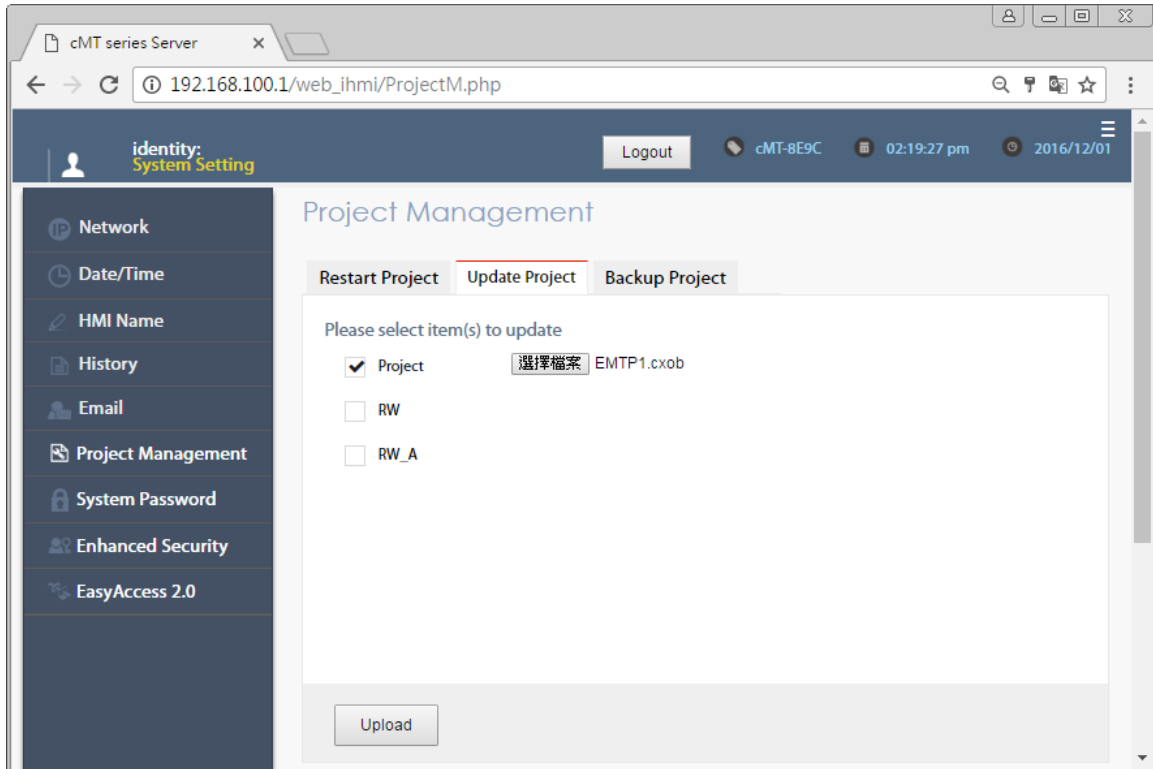 cMT series Server
192.168.100.1/web_ihmi/ProjectM.php
identity:
System Setting
Logout
cMT-8E9C
02:19:27 pm
2016/12/01
Network
Date/Time
HMI Name
History
Email
Project Management
System Password
Enhanced Security
EasyAccess 2.0
Project Management
Restart Project
Update Project
Backup Project
Please select item(s) to update
Project
選擇檔案 EMTP1.cxob
RW
RW_A
Upload